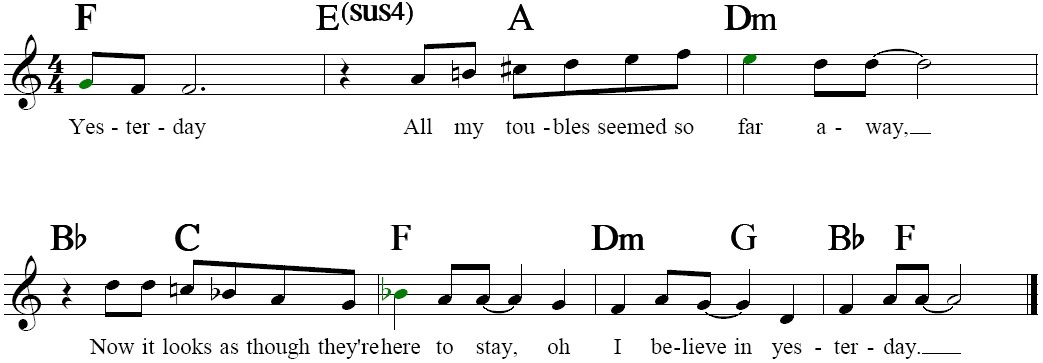 F E(sus4) A Dm
4
4
Yes - ter - day All my tou - bles seemed so far a - way,
B♭ C F Dm G B♭ F
Now it looks as though they're here to stay, oh I be - lieve in yes - ter - day.